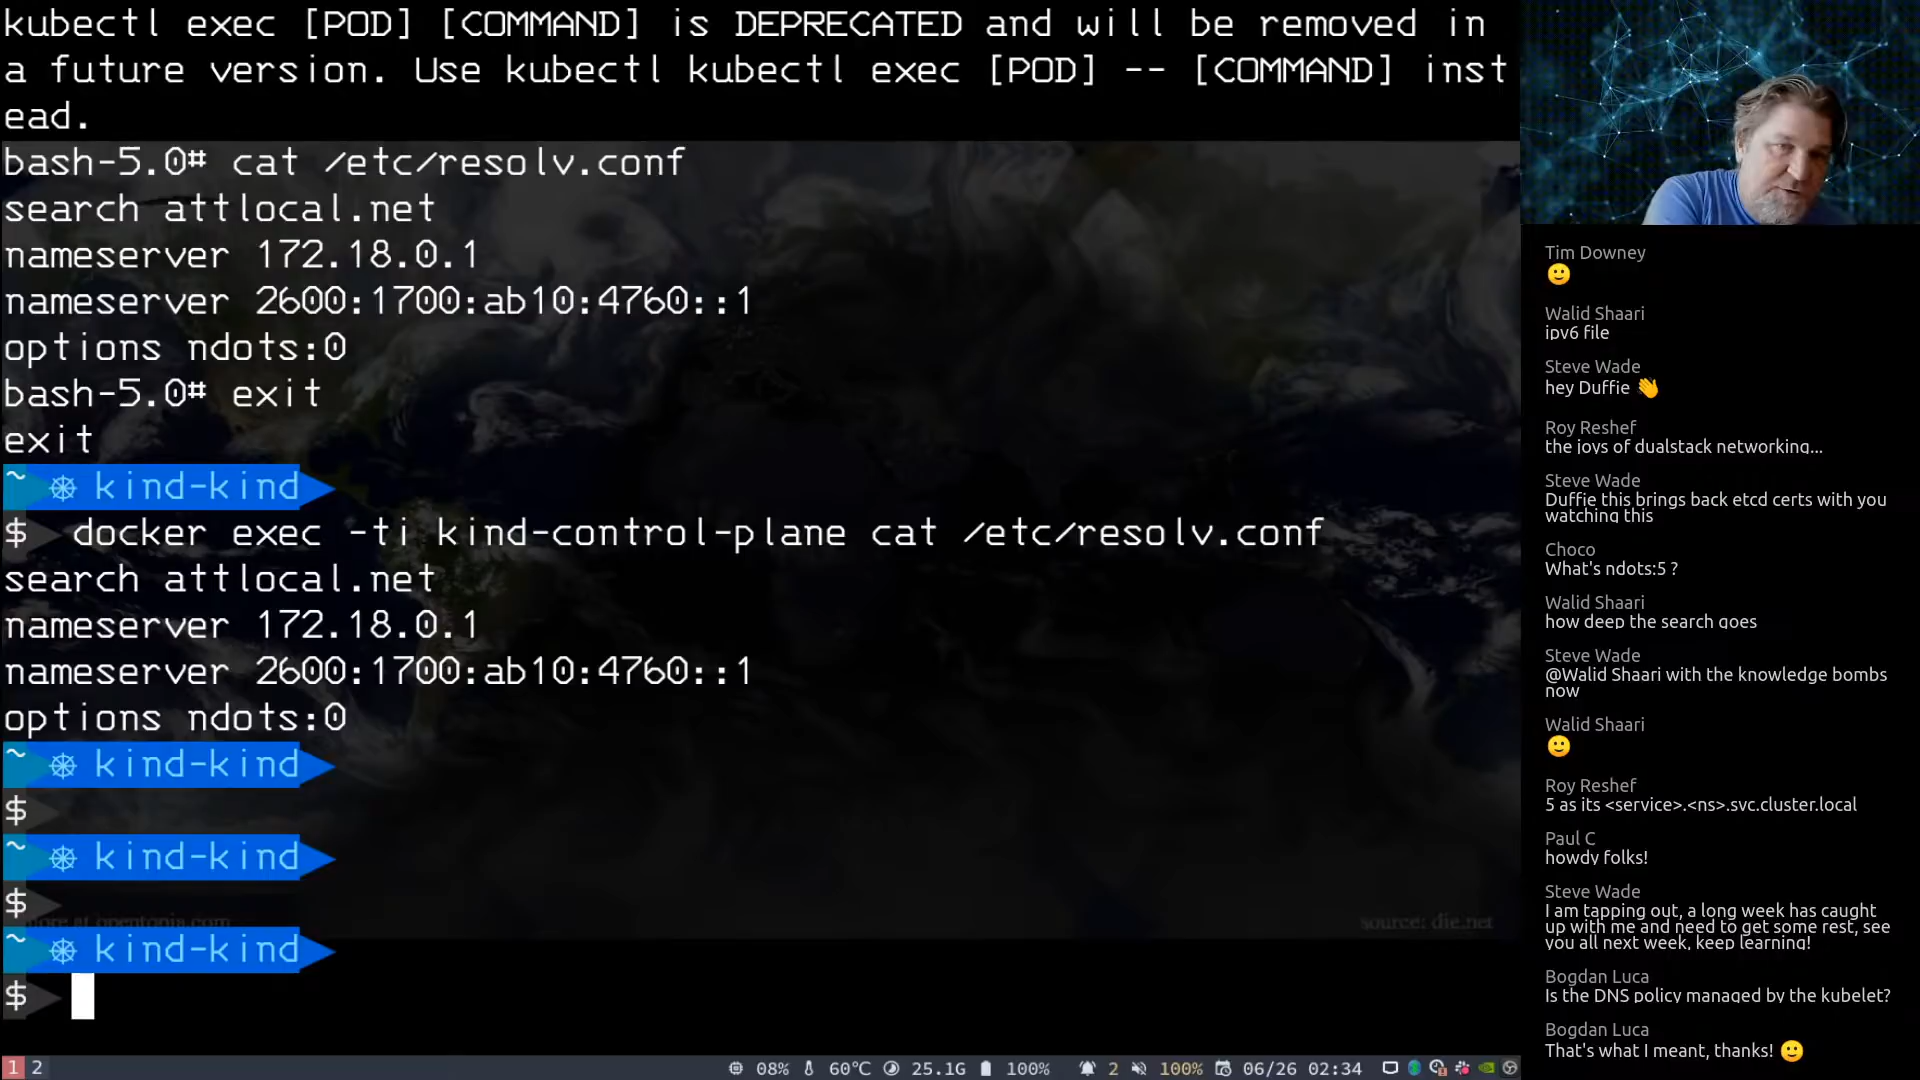 kubectl exec [POD] [COMMAND] is DEPRECATED and will be removed in
a future version. Use kubectl kubectl exec [POD] -- [COMMAND] inst
ead.
bash-5.0# cat /etc/resolv.conf
search attlocal.net
nameserver 172.18.0.1
nameserver 2600:1700:ab10:4760::1
options ndots:0
bash-5.0# exit
exit
~ ⎈ kind-kind
$ docker exec -ti kind-control-plane cat /etc/resolv.conf
search attlocal.net
nameserver 172.18.0.1
nameserver 2600:1700:ab10:4760::1
options ndots:0
~ ⎈ kind-kind
$
~ ⎈ kind-kind
$
more at opentopia.com
source: die.net
~ ⎈ kind-kind
$
1 2
08% 60°C 25.1G 100% 2 100% 06/26 02:34
Tim Downey
🙂
Walid Shaari
ipv6 file
Steve Wade
hey Duffie 👋
Roy Reshef
the joys of dualstack networking...
Steve Wade
Duffie this brings back etcd certs with you
watching this
Choco
What's ndots:5 ?
Walid Shaari
how deep the search goes
Steve Wade
@Walid Shaari with the knowledge bombs
now
Walid Shaari
🙂
Roy Reshef
5 as its <service>.<ns>.svc.cluster.local
Paul C
howdy folks!
Steve Wade
I am tapping out, a long week has caught
up with me and need to get some rest, see
you all next week, keep learning!
Bogdan Luca
Is the DNS policy managed by the kubelet?
Bogdan Luca
That's what I meant, thanks! 🙂